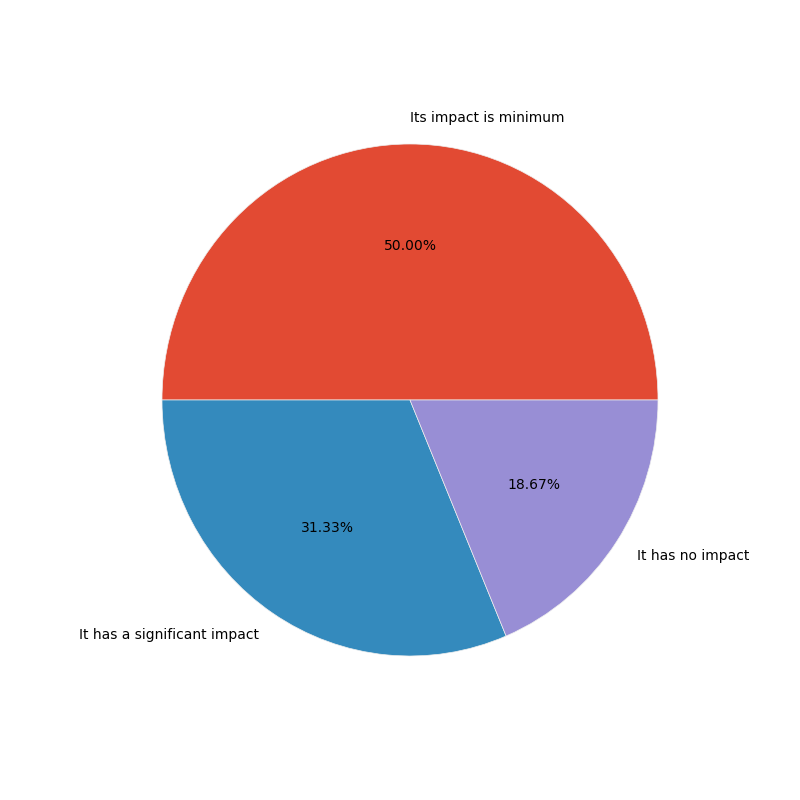 Its impact is minimum
50.00%
18.67%
31.33%
It has no impact
It has a significant impact